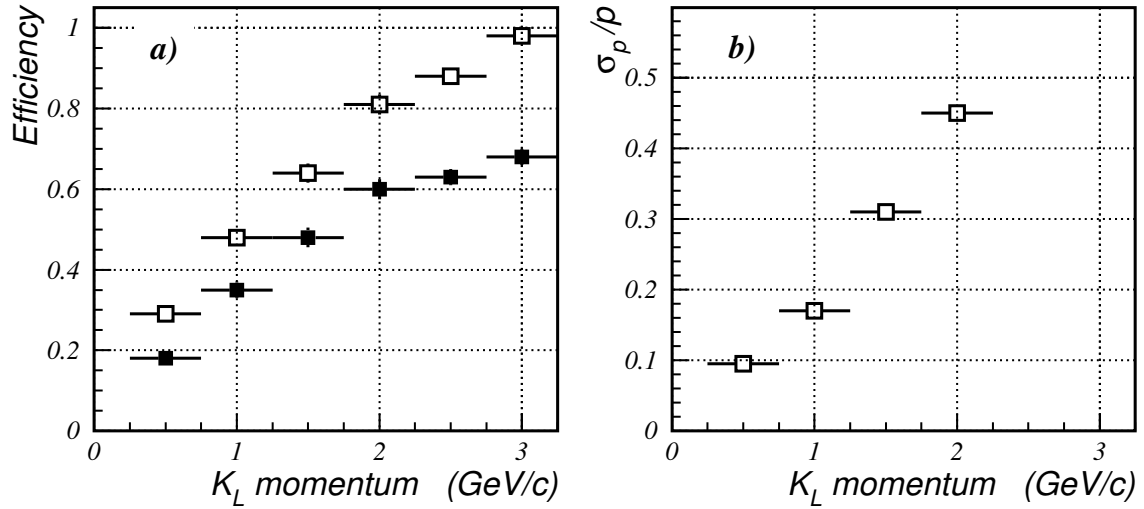 Efficiency
a)
1
0.8
0.6
0.4
0.2
0
0 1 2 3
K_L momentum (GeV/c)
σ_p/p
b)
0.5
0.4
0.3
0.2
0.1
0
0 1 2 3
K_L momentum (GeV/c)